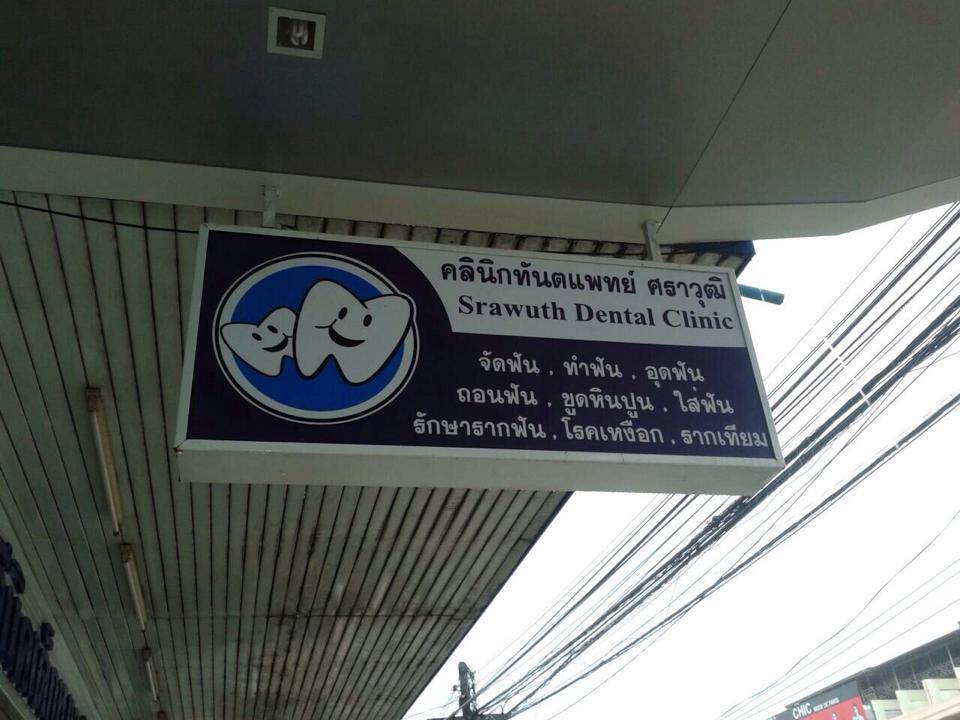 คลินิกทันตแพทย์ ศราวุฒิ
Srawuth Dental Clinic
จัดฟัน . ทำฟัน . อุดฟัน
ถอนฟัน . ขูดหินปูน . ใส่ฟัน
รักษารากฟัน . โรคเหงือก . รากเทียม
CHIC MODE DE PARIS